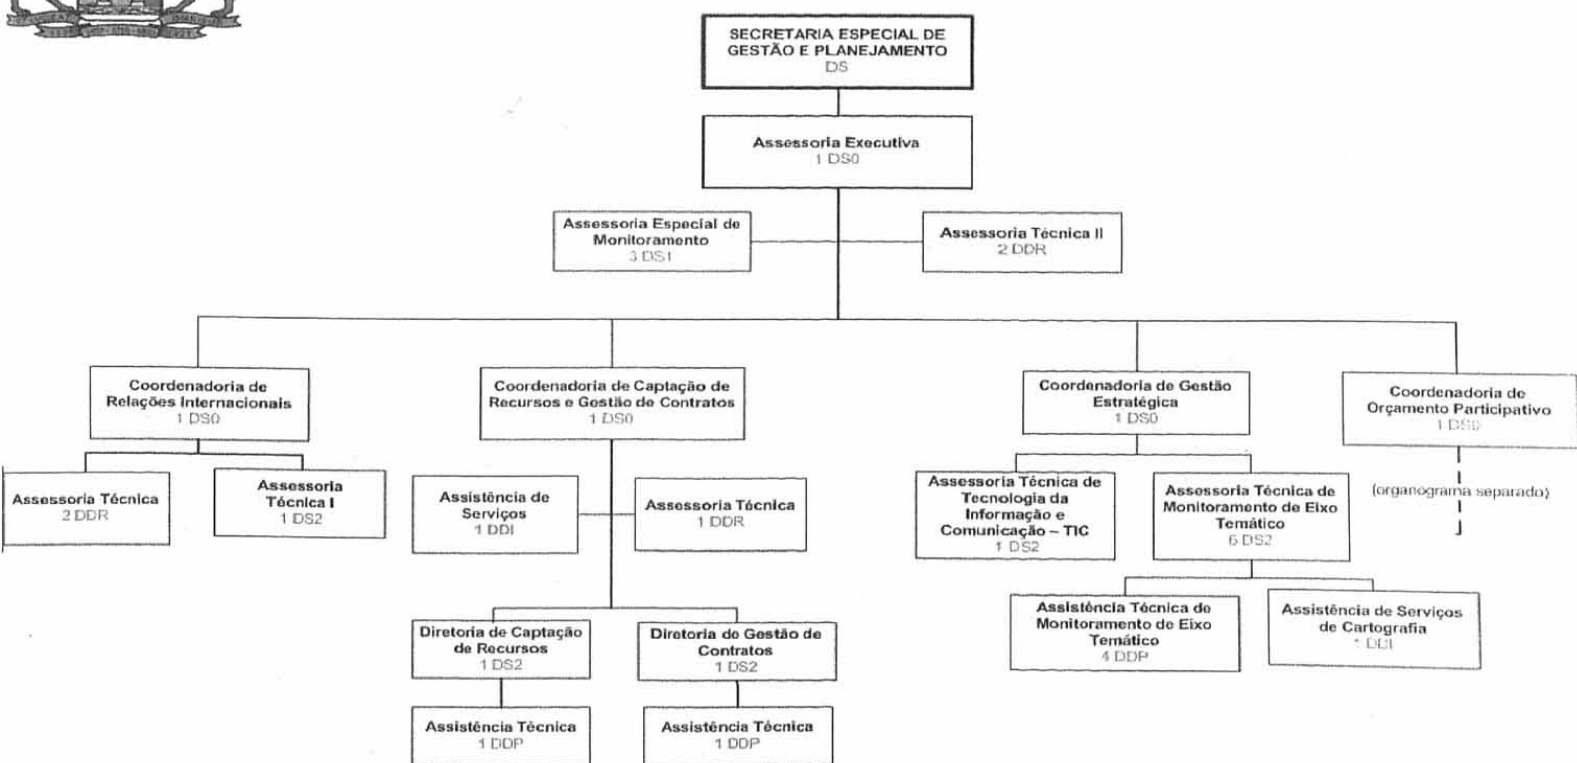 SECRETARIA ESPECIAL DE
GESTÃO E PLANEJAMENTO
DS
Assessoria Executiva
1 DS0
Assessoria Especial de
Monitoramento
3 DS1
Assessoria Técnica II
2 DDR
Coordenadoria de
Relações Internacionais
1 DS0
Coordenadoria de Captação de
Recursos e Gestão de Contratos
1 DS0
Coordenadoria de Gestão
Estratégica
1 DS0
Coordenadoria de
Orçamento Participativo
1 DS0
Assessoria Técnica
2 DDR
Assessoria
Técnica I
1 DS2
Assistência de
Serviços
1 DDI
Assessoria Técnica
1 DDR
Assessoria Técnica de
Tecnologia da
Informação e
Comunicação – TIC
1 DS2
Assessoria Técnica de
Monitoramento de Eixo
Temático
6 DS2
(organograma separado)
Diretoria de Captação
de Recursos
1 DS2
Diretoria de Gestão de
Contratos
1 DS2
Assistência Técnica de
Monitoramento de Eixo
Temático
4 DDP
Assistência de Serviços
de Cartografia
1 DDI
Assistência Técnica
1 DDP
Assistência Técnica
1 DDP